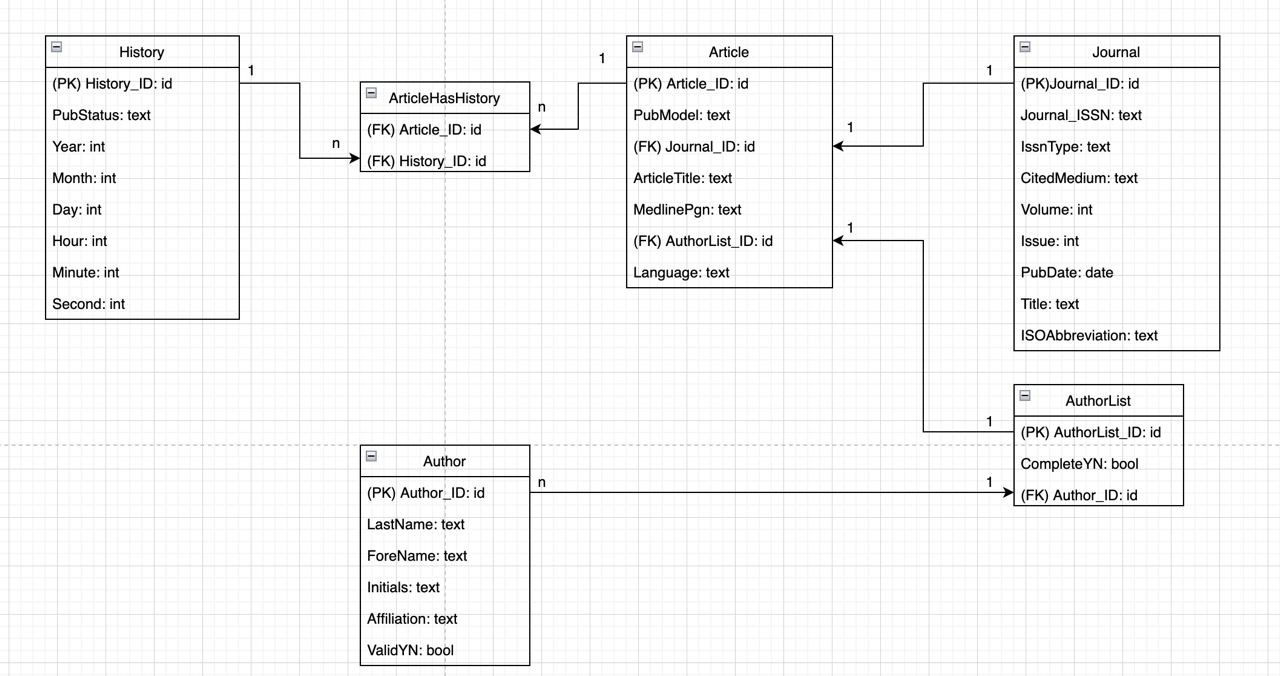 History
(PK) History_ID: id
PubStatus: text
Year: int
Month: int
Day: int
Hour: int
Minute: int
Second: int
1
n
ArticleHasHistory
(FK) Article_ID: id
(FK) History_ID: id
n
1
Article
(PK) Article_ID: id
PubModel: text
(FK) Journal_ID: id
ArticleTitle: text
MedlinePgn: text
(FK) AuthorList_ID: id
Language: text
1
1
Journal
(PK)Journal_ID: id
Journal_ISSN: text
IssnType: text
CitedMedium: text
Volume: int
Issue: int
PubDate: date
Title: text
ISOAbbreviation: text
1
1
AuthorList
(PK) AuthorList_ID: id
CompleteYN: bool
(FK) Author_ID: id
Author
(PK) Author_ID: id
LastName: text
ForeName: text
Initials: text
Affiliation: text
ValidYN: bool
n
1